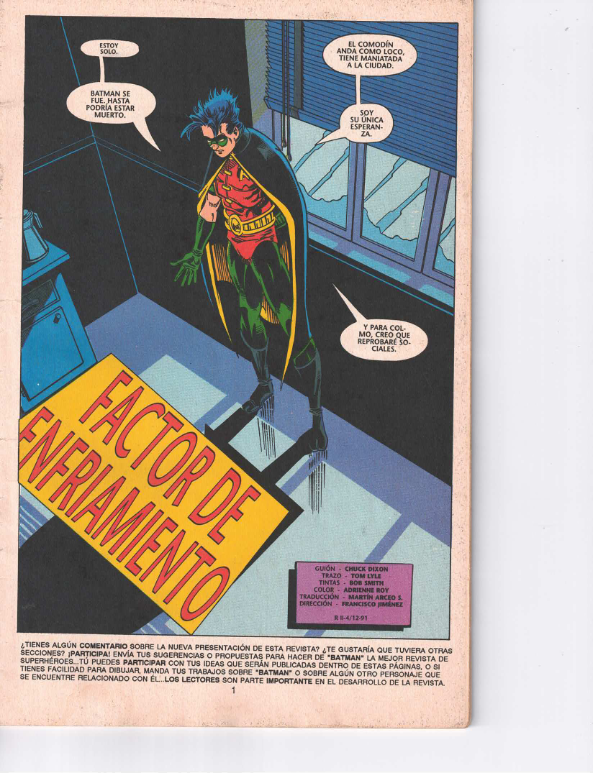 ESTOY
SOLO.
BATMAN SE
FUE. HASTA
PODRÍA ESTAR
MUERTO.
EL COMODÍN
ANDA COMO LOCO,
TIENE MANIATADA
A LA CIUDAD.
SOY
SU ÚNICA
ESPERAN-
ZA.
Y PARA COL-
MO, CREO QUE
REPROBARÉ SO-
CIALES.
FACTOR DE
ENFRIAMIENTO
GUIÓN - CHUCK DIXON
TRAZO - TOM LYLE
TINTAS - BOB SMITH
COLOR - ADRIENNE ROY
TRADUCCIÓN - MARTÍN ARCEO S.
DIRECCIÓN - FRANCISCO JIMÉNEZ
B II-4/12-91
¿TIENES ALGÚN COMENTARIO SOBRE LA NUEVA PRESENTACIÓN DE ESTA REVISTA? ¿TE GUSTARÍA QUE TUVIERA OTRAS
SECCIONES? ¡PARTICIPA! ENVÍA TUS SUGERENCIAS O PROPUESTAS PARA HACER DE "BATMAN" LA MEJOR REVISTA DE
SUPERHÉROES...TÚ PUEDES PARTICIPAR CON TUS IDEAS QUE SERÁN PUBLICADAS DENTRO DE ESTAS PÁGINAS, O SI
TIENES FACILIDAD PARA DIBUJAR, MANDA TUS TRABAJOS SOBRE "BATMAN" O SOBRE ALGÚN OTRO PERSONAJE QUE
SE ENCUENTRE RELACIONADO CON ÉL...LOS LECTORES SON PARTE IMPORTANTE EN EL DESARROLLO DE LA REVISTA.
1